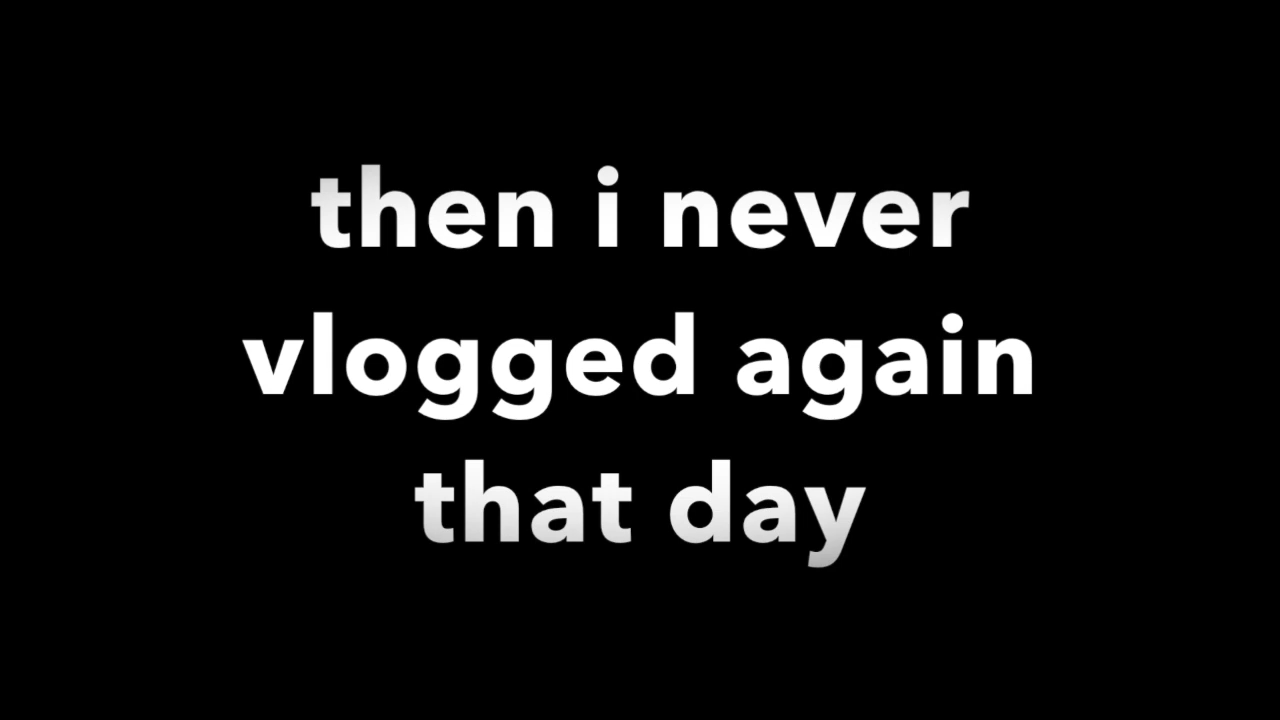 then i never
vlogged again
that day